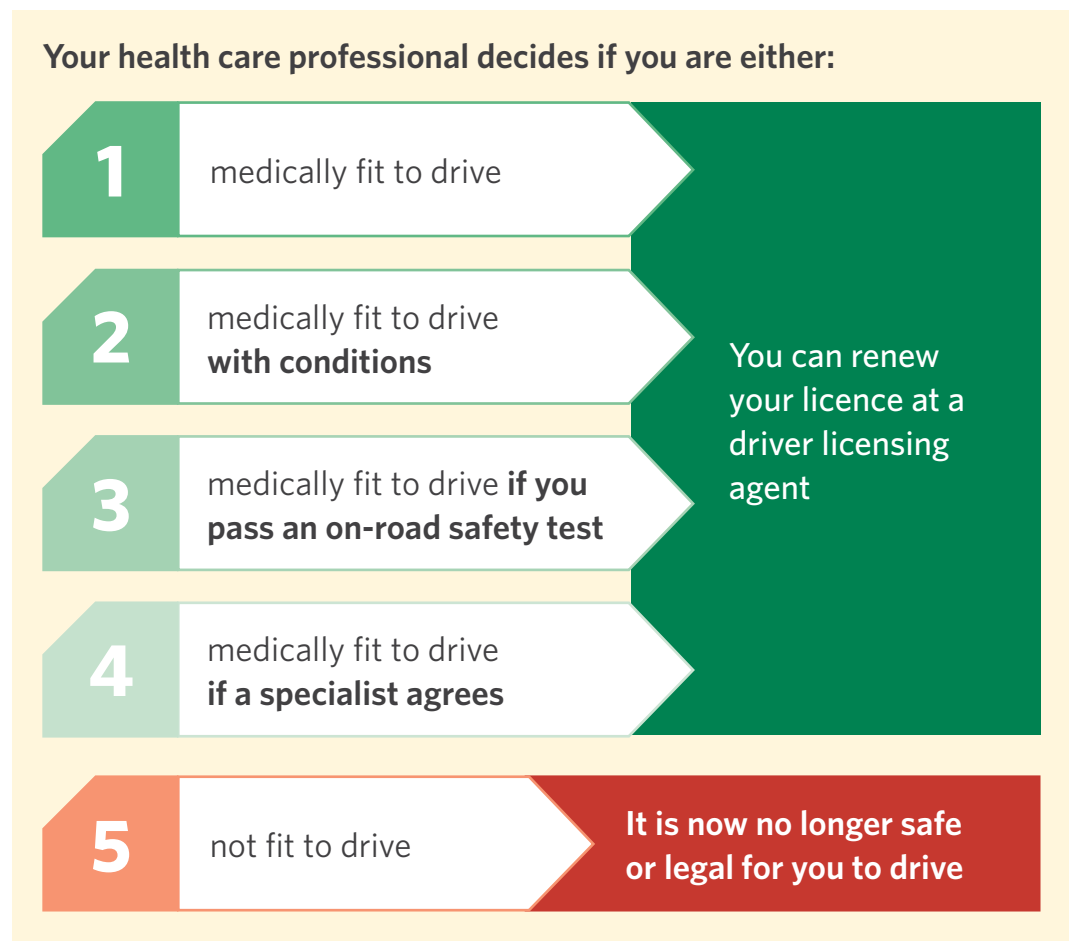 Your health care professional decides if you are either:
1
medically fit to drive
2
medically fit to drive
with conditions
3
medically fit to drive if you
pass an on-road safety test
4
medically fit to drive
if a specialist agrees
You can renew
your licence at a
driver licensing
agent
5
not fit to drive
It is now no longer safe
or legal for you to drive